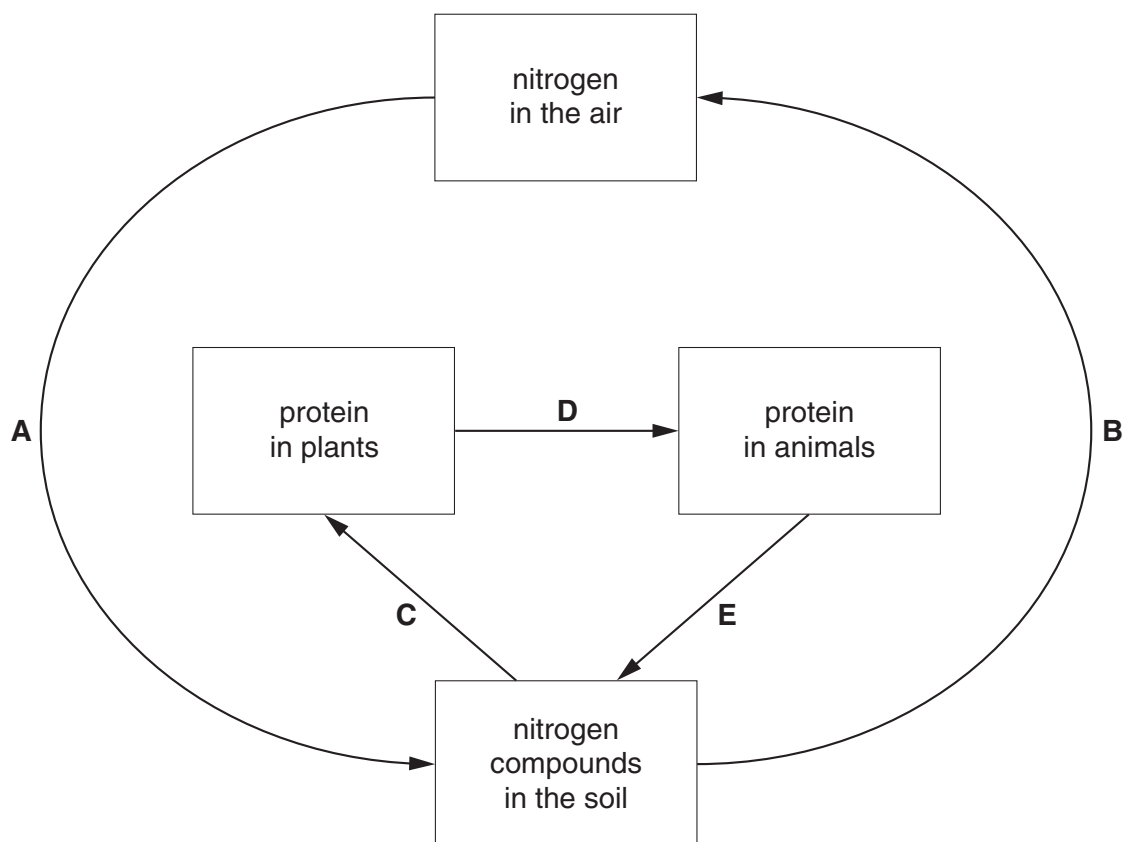 nitrogen
in the air
protein
in plants
D
protein
in animals
A
B
C
E
nitrogen
compounds
in the soil